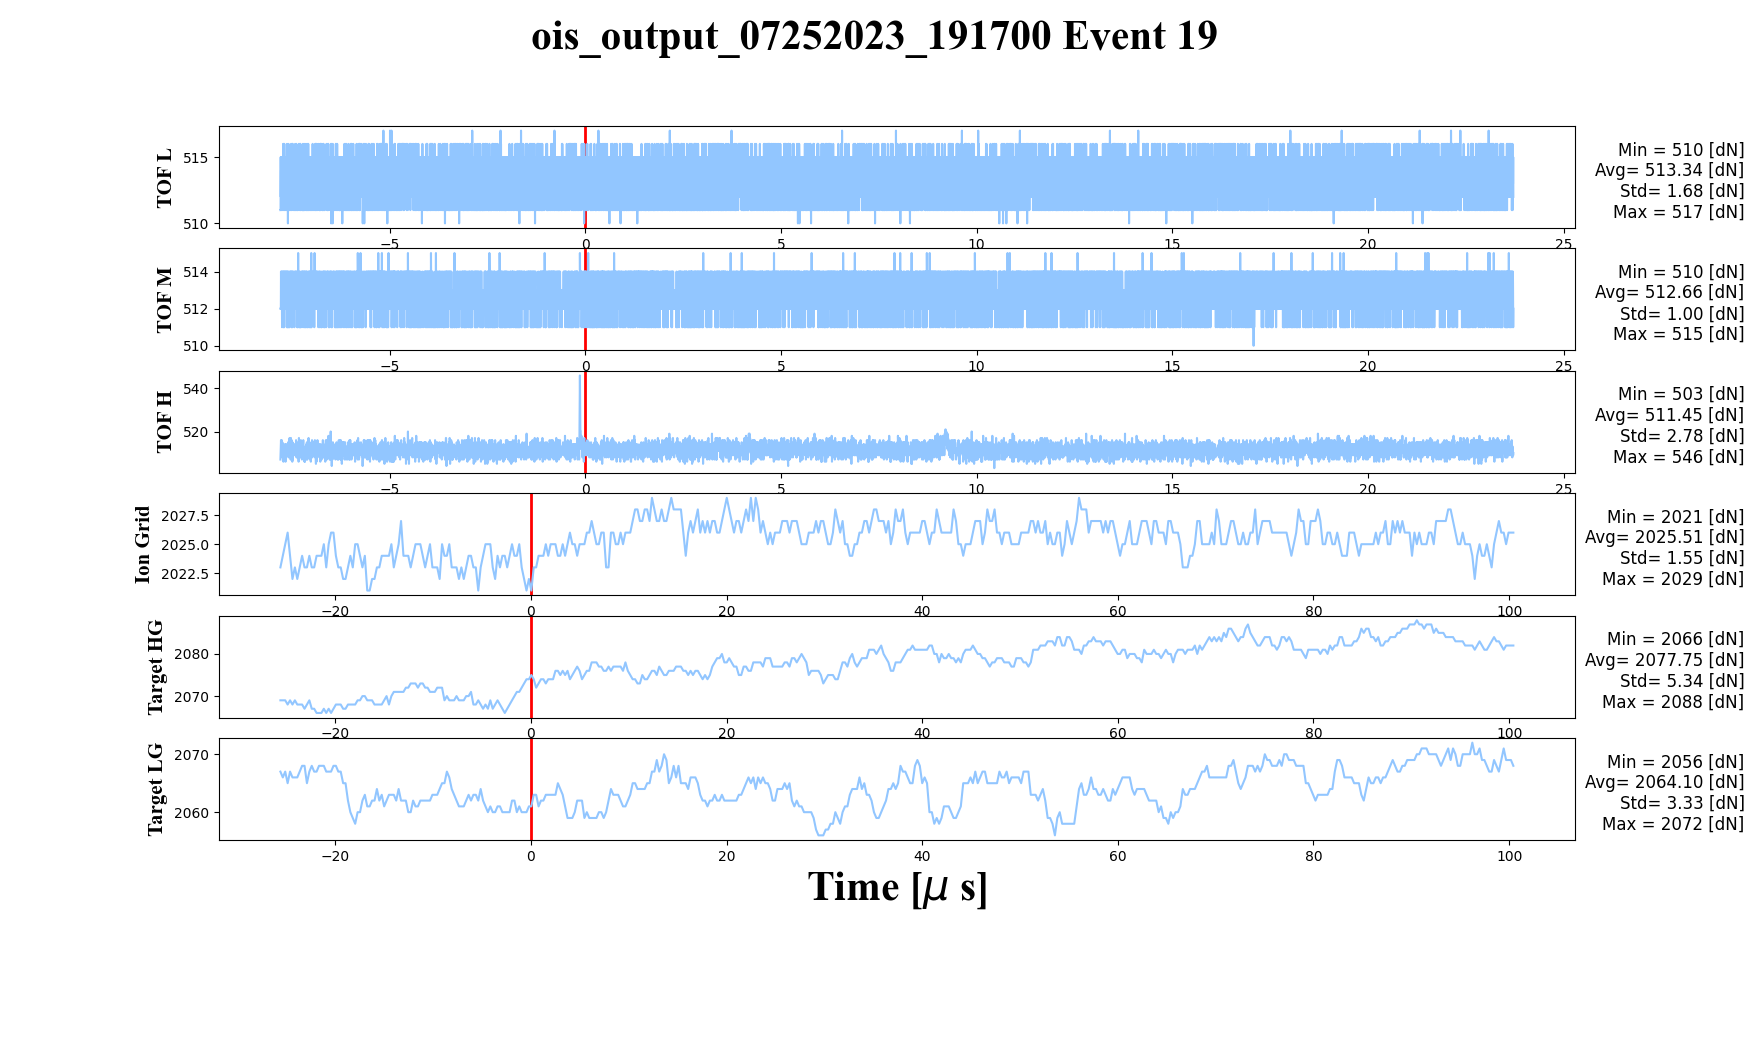 ois_output_07252023_191700 Event 19
TOF L
515
510
−5 0 5 10 15 20 25
Min = 510 [dN]
Avg= 513.34 [dN]
Std= 1.68 [dN]
Max = 517 [dN]
TOF M
514
512
510
−5 0 5 10 15 20 25
Min = 510 [dN]
Avg= 512.66 [dN]
Std= 1.00 [dN]
Max = 515 [dN]
TOF H
540
520
−5 0 5 10 15 20 25
Min = 503 [dN]
Avg= 511.45 [dN]
Std= 2.78 [dN]
Max = 546 [dN]
Ion Grid
2027.5
2025.0
2022.5
−20 0 20 40 60 80 100
Min = 2021 [dN]
Avg= 2025.51 [dN]
Std= 1.55 [dN]
Max = 2029 [dN]
Target HG
2080
2070
−20 0 20 40 60 80 100
Min = 2066 [dN]
Avg= 2077.75 [dN]
Std= 5.34 [dN]
Max = 2088 [dN]
Target LG
2070
2060
−20 0 20 40 60 80 100
Min = 2056 [dN]
Avg= 2064.10 [dN]
Std= 3.33 [dN]
Max = 2072 [dN]
Time [μ s]